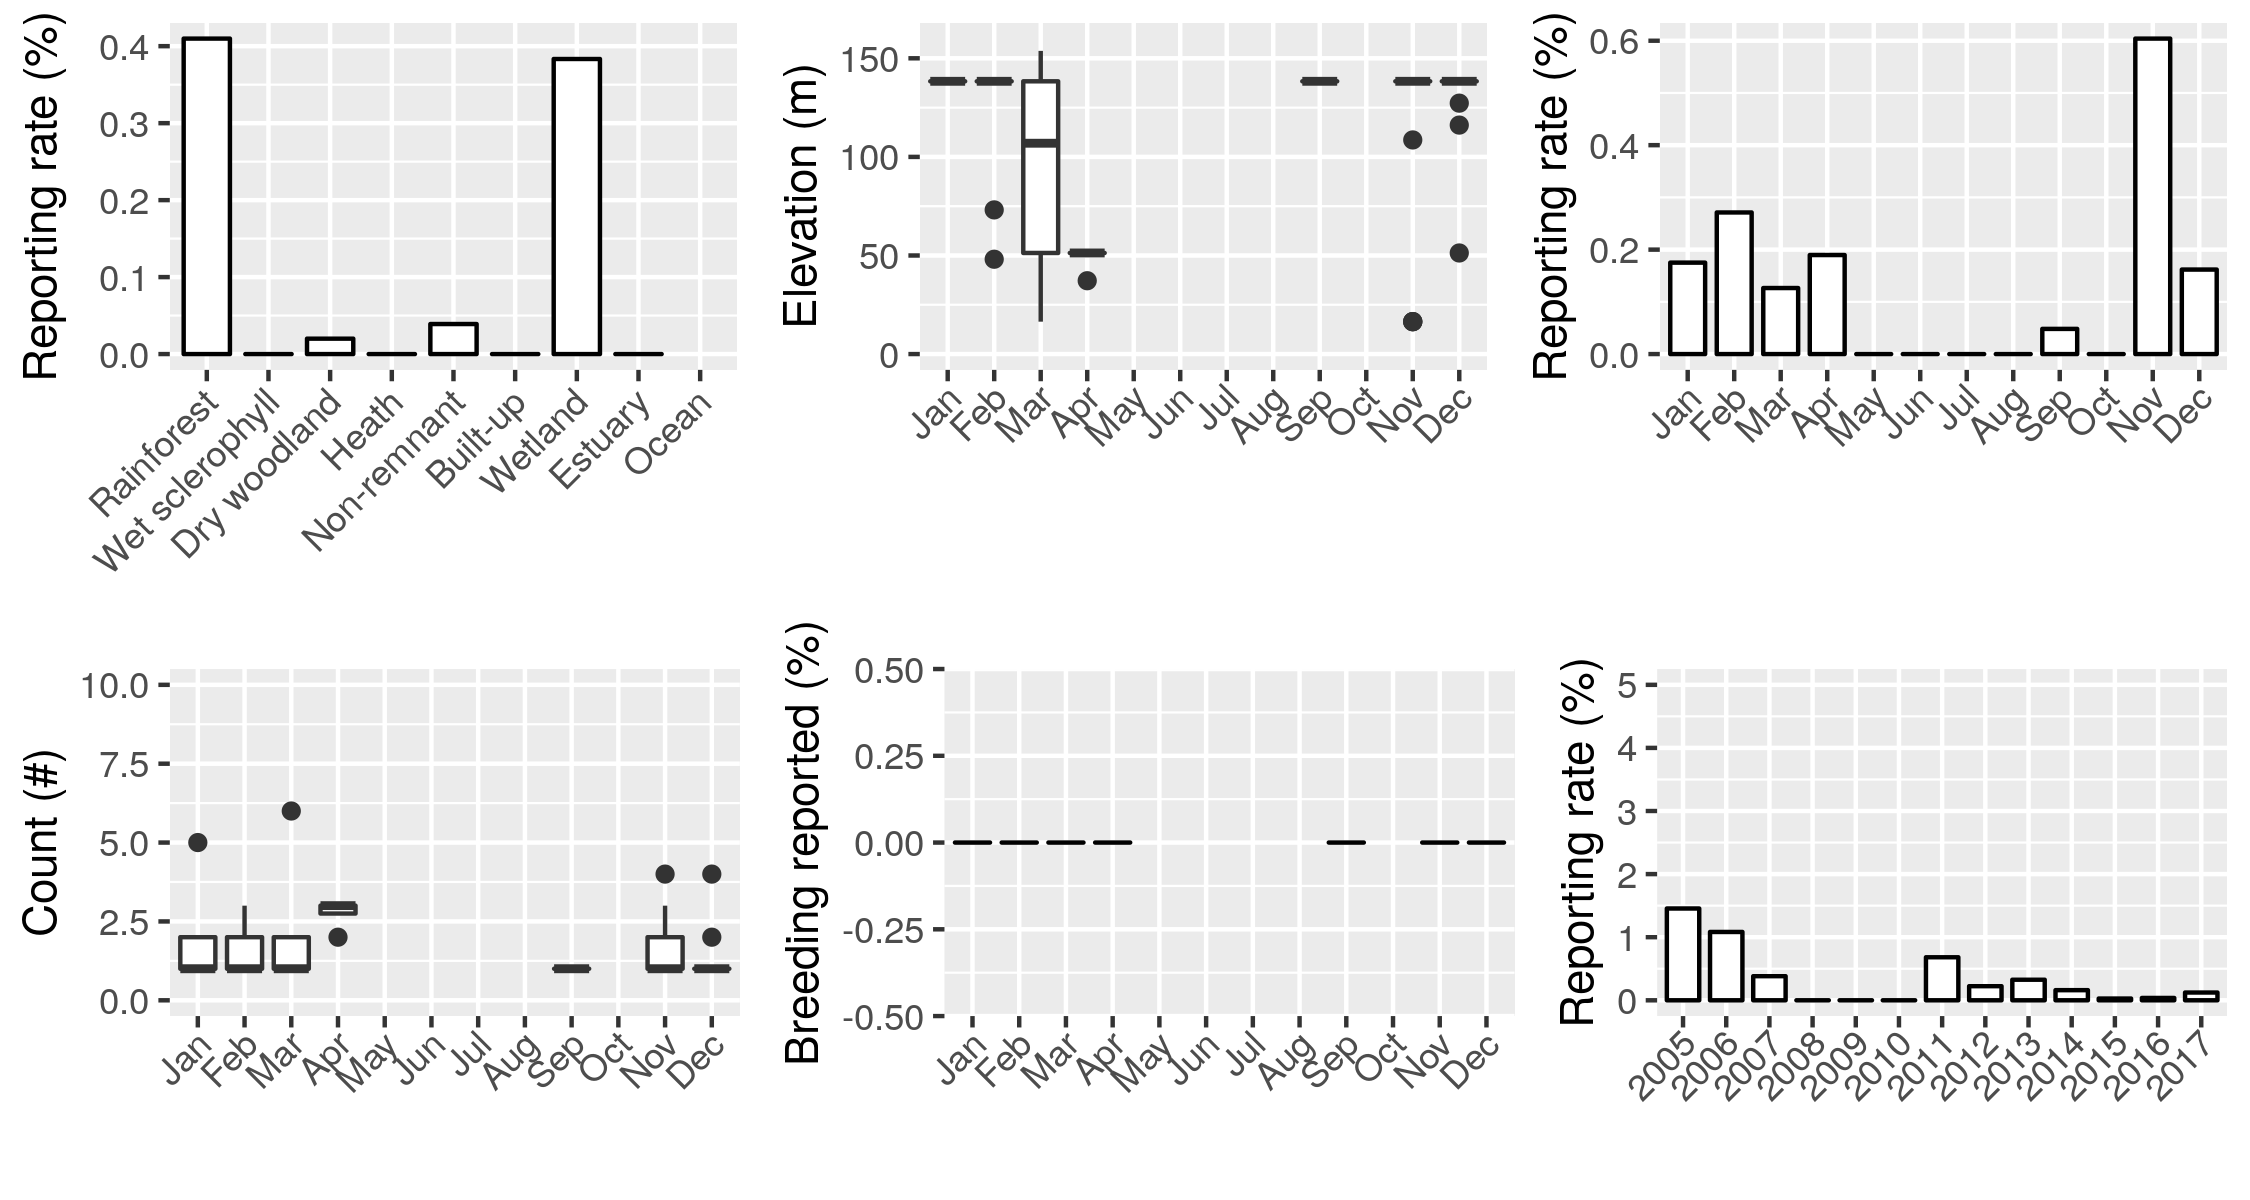 Reporting rate (%)
0.4
0.3
0.2
0.1
0.0
Rainforest
Wet sclerophyll
Dry woodland
Heath
Non-remnant
Built-up
Wetland
Estuary
Ocean
Elevation (m)
150
100
50
0
Jan
Feb
Mar
Apr
May
Jun
Jul
Aug
Sep
Oct
Nov
Dec
Reporting rate (%)
0.6
0.4
0.2
0.0
Jan
Feb
Mar
Apr
May
Jun
Jul
Aug
Sep
Oct
Nov
Dec
Count (#)
10.0
7.5
5.0
2.5
0.0
Jan
Feb
Mar
Apr
May
Jun
Jul
Aug
Sep
Oct
Nov
Dec
Breeding reported (%)
0.50
0.25
0.00
-0.25
-0.50
Jan
Feb
Mar
Apr
May
Jun
Jul
Aug
Sep
Oct
Nov
Dec
Reporting rate (%)
5
4
3
2
1
0
2005
2006
2007
2008
2009
2010
2011
2012
2013
2014
2015
2016
2017